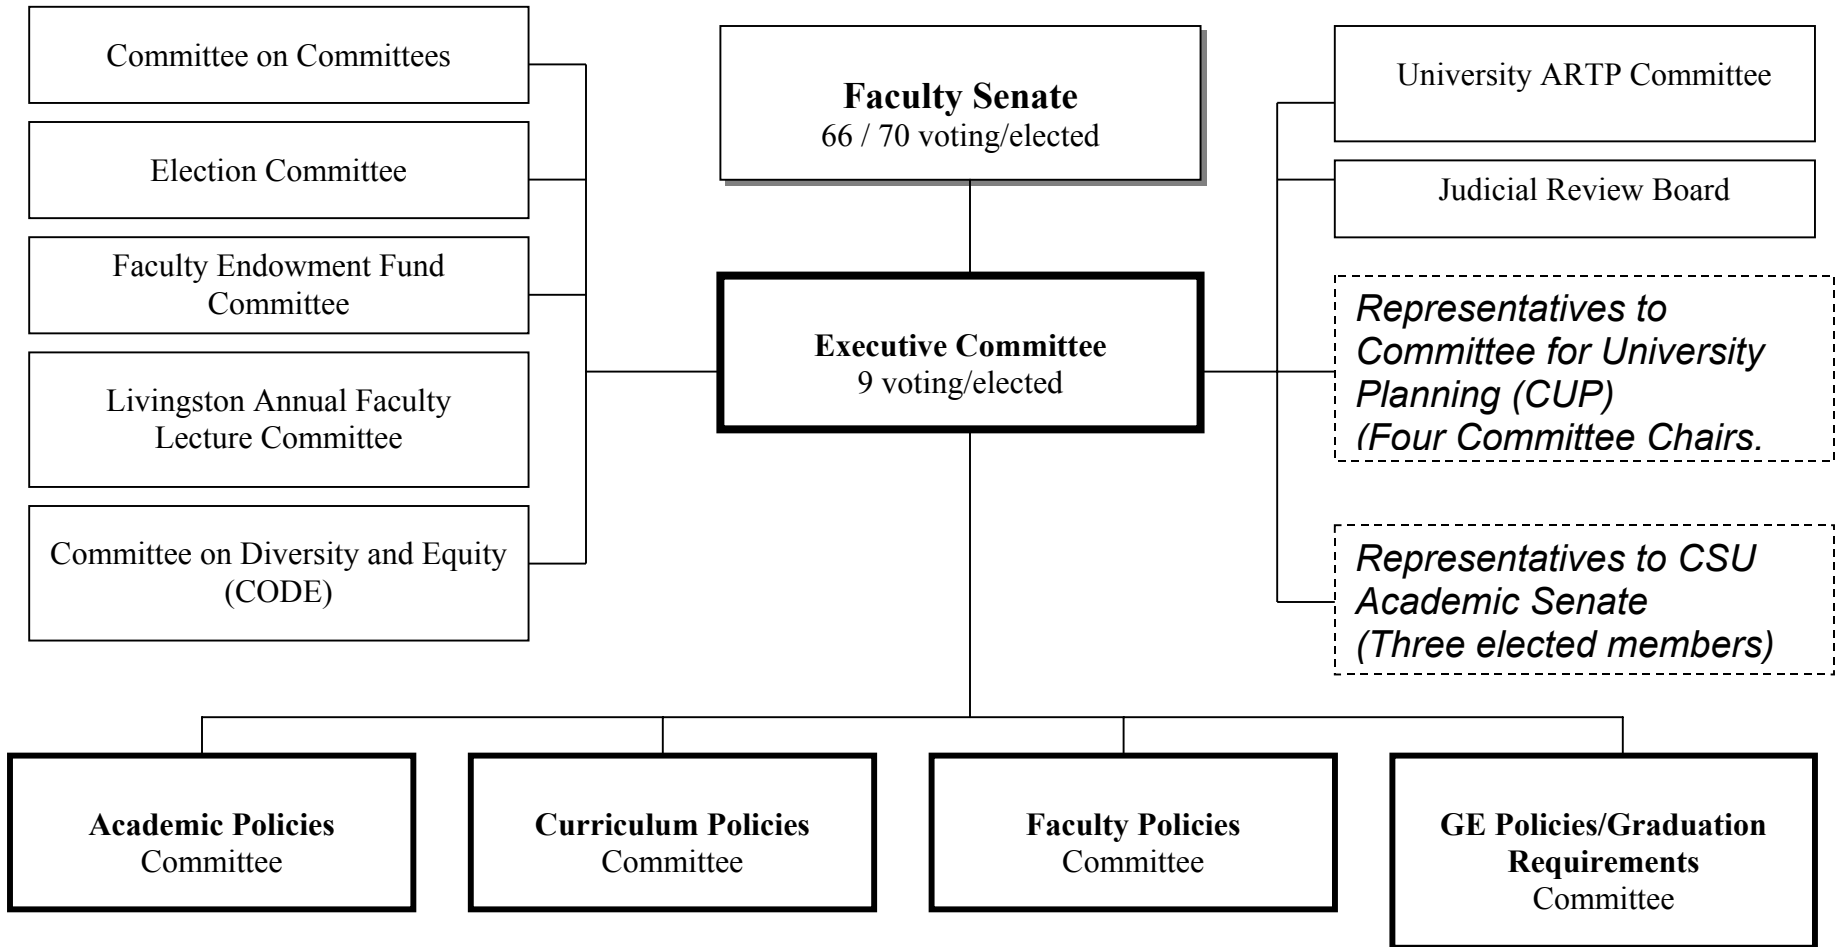 Committee on Committees
Election Committee
Faculty Endowment Fund
Committee
Livingston Annual Faculty
Lecture Committee
Committee on Diversity and Equity
(CODE)
Faculty Senate
66 / 70 voting/elected
Executive Committee
9 voting/elected
University ARTP Committee
Judicial Review Board
Representatives to
Committee for University
Planning (CUP)
(Four Committee Chairs.
Representatives to CSU
Academic Senate
(Three elected members)
Academic Policies
Committee
Curriculum Policies
Committee
Faculty Policies
Committee
GE Policies/Graduation
Requirements
Committee